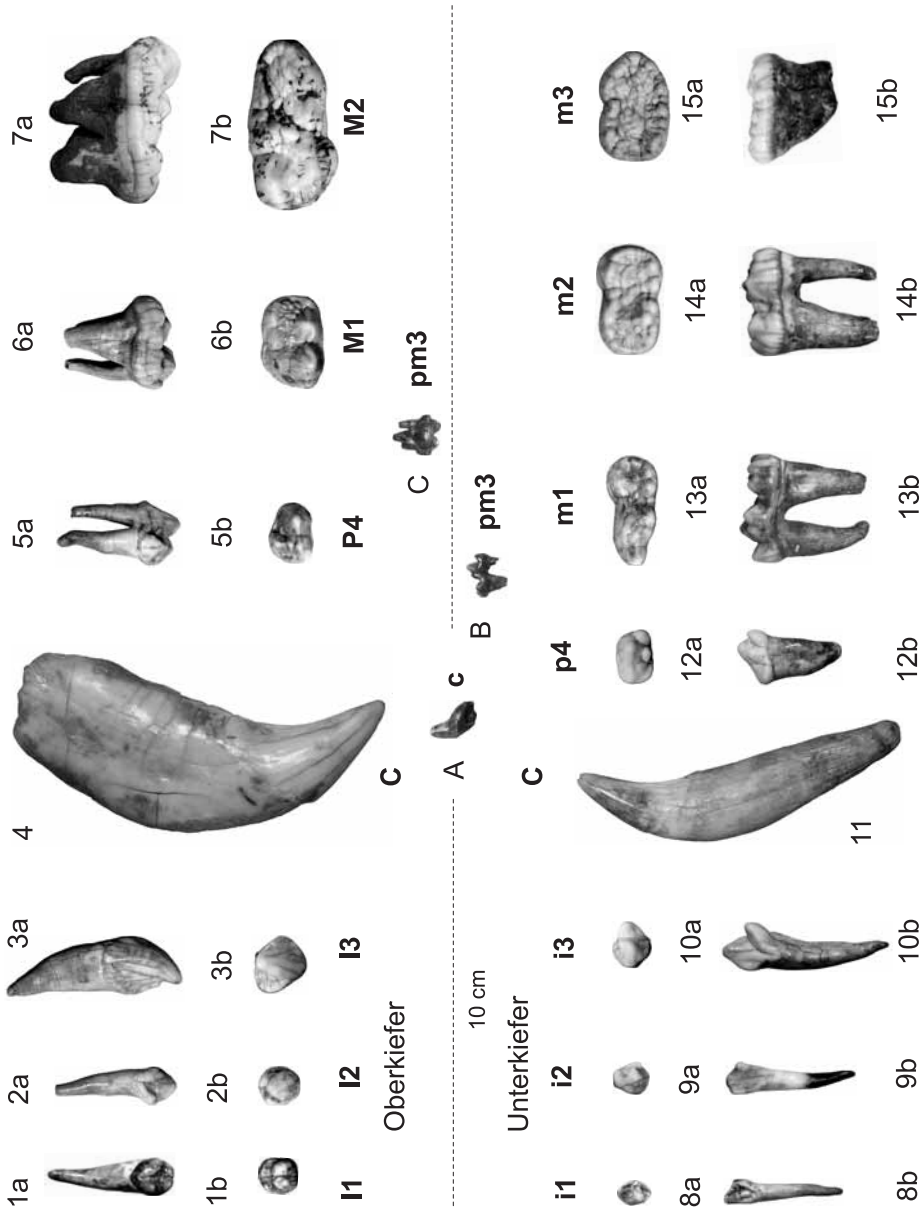 1a 2a 3a 4 5a 6a 7a
1b 2b 3b 5b 6b 7b
I1 I2 I3 C P4 M1 M2
Oberkiefer
C pm3
A c
10 cm
B pm3
Unterkiefer
i1 i2 i3 C p4 m1 m2 m3
8a 9a 10a 12a 13a 14a 15a
8b 9b 10b 11 12b 13b 14b 15b